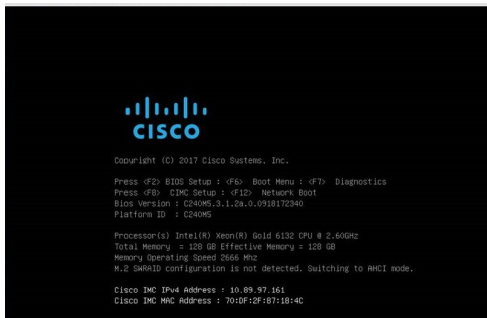 CISCO
Copyright (C) 2017 Cisco Systems, Inc.
Press <F2> BIOS Setup : <F6> Boot Menu : <F7> Diagnostics
Press <F8> CIMC Setup : <F12> Network Boot
Bios Version : C240M5.3.1.2a.0.0918172340
Platform ID : C240M5
Processor(s) Intel(R) Xeon(R) Gold 6132 CPU @ 2.60GHz
Total Memory = 128 GB Effective Memory = 128 GB
Memory Operating Speed 2666 Mhz
M.2 SWRAID configuration is not detected. Switching to AHCI mode.
Cisco IMC IPv4 Address : 10.89.97.161
Cisco IMC MAC Address : 70:DF:2F:87:18:4C